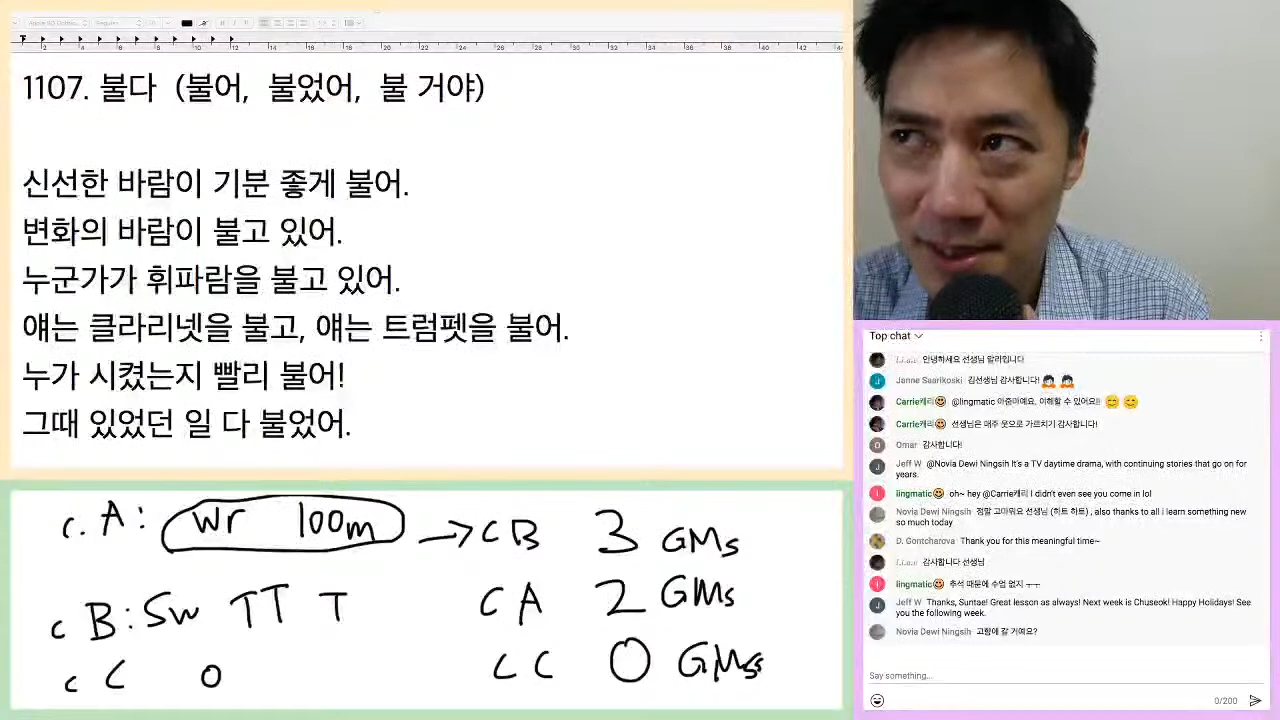 1107. 불다 (불어, 불었어, 불 거야)
신선한 바람이 기분 좋게 불어.
변화의 바람이 불고 있어.
누군가가 휘파람을 불고 있어.
얘는 클라리넷을 불고, 얘는 트럼펫을 불어.
누가 시켰는지 빨리 불어!
그때 있었던 일 다 불었어.
c. A: Wr 100m → C B 3 GMs
c B: Sw TT T C A 2 GMs
c C 0 C C 0 GMs
Top chat
안녕하세요 선생님 말리입니다
Janne Suarikoski 김선생님 감사합니다!
Carrie캐리 @lingmatic 아줌마예요. 이해할 수 있어요!!
Carrie캐리 선생님은 매주 웃으로 가르치기 감사합니다!
Omar 감사합니다!
Jeff W @Novia Dewi Ningsih It's a TV daytime drama, with continuing stories that go on for
years.
lingmatic oh~ hey @Carrie캐리 I didn't even see you come in lol
Novia Dewi Ningsih 정말 고마워요 선생님 (히트 하트) , also thanks to all I learn something new
so much today
D. Gontcharova Thank you for this meaningful time~
감사합니다 선생님
lingmatic 추석 때문에 수업 없지 ㅜㅜ
Jeff W Thanks, Suntae! Great lesson as always! Next week is Chuseok! Happy Holidays! See
you the following week.
Novia Dewi Ningsih 고향에 갈 거예요?
Say something...
0/200